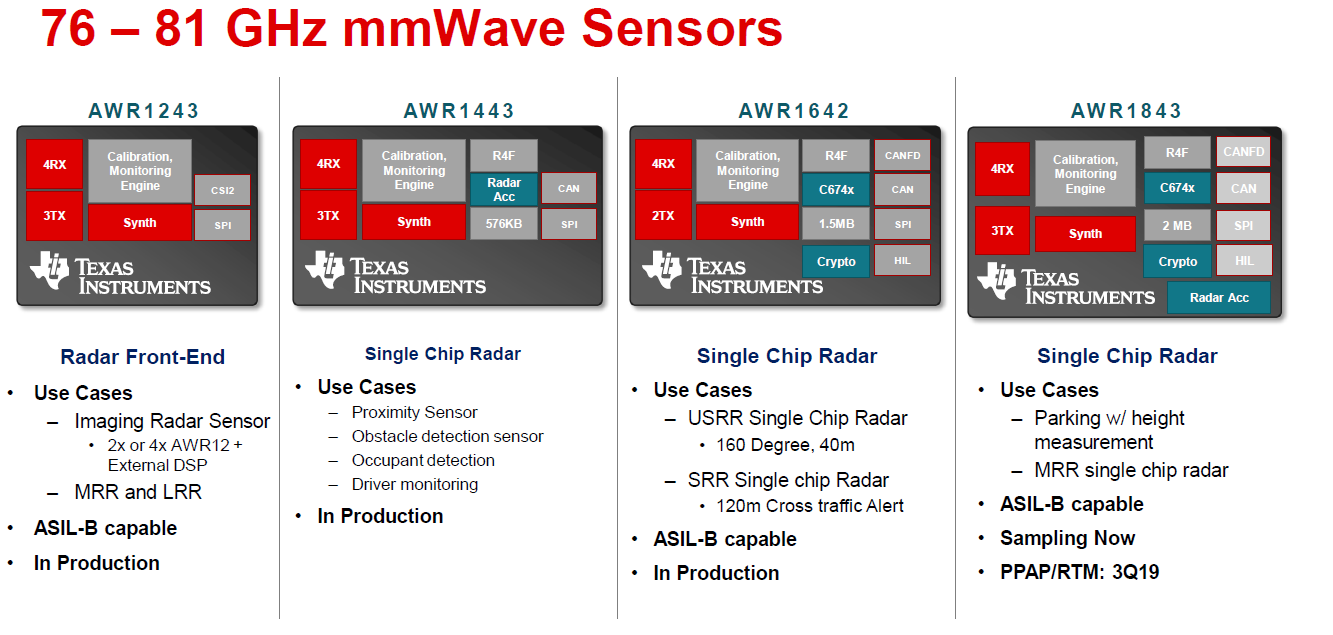 76 – 81 GHz mmWave Sensors
AWR1243
4RX
Calibration,
Monitoring
Engine
CSI2
3TX
Synth
SPI
TEXAS
INSTRUMENTS
Radar Front-End
• Use Cases
– Imaging Radar Sensor
• 2x or 4x AWR12 +
External DSP
– MRR and LRR
• ASIL-B capable
• In Production
AWR1443
4RX
Calibration,
Monitoring
Engine
R4F
Radar
Acc
CAN
3TX
Synth
576KB
SPI
TEXAS
INSTRUMENTS
Single Chip Radar
• Use Cases
– Proximity Sensor
– Obstacle detection sensor
– Occupant detection
– Driver monitoring
• In Production
AWR1642
4RX
Calibration,
Monitoring
Engine
R4F
CANFD
C674x
CAN
2TX
Synth
1.5MB
SPI
Crypto
HIL
TEXAS
INSTRUMENTS
Single Chip Radar
• Use Cases
– USRR Single Chip Radar
• 160 Degree, 40m
– SRR Single chip Radar
• 120m Cross traffic Alert
• ASIL-B capable
• In Production
AWR1843
4RX
Calibration,
Monitoring
Engine
R4F
CANFD
C674x
CAN
3TX
Synth
2 MB
SPI
Crypto
HIL
Radar Acc
TEXAS
INSTRUMENTS
Single Chip Radar
• Use Cases
– Parking w/ height
measurement
– MRR single chip radar
• ASIL-B capable
• Sampling Now
• PPAP/RTM: 3Q19